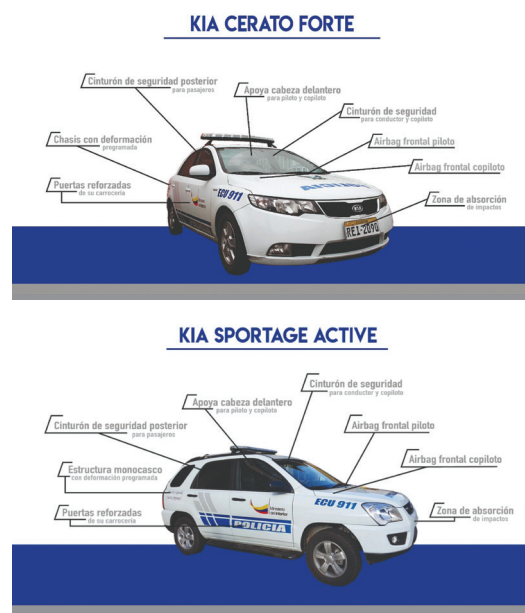 KIA CERATO FORTE
Cinturón de seguridad posterior
para pasajeros
Apoya cabeza delantero
para piloto y copiloto
Cinturón de seguridad
para conductor y copiloto
Chasis con deformación
programada
Airbag frontal piloto
Airbag frontal copiloto
Puertas reforzadas
de su carrocería
ECU 911
Zona de absorción
de impactos
KIA
REI-2090
KIA SPORTAGE ACTIVE
Cinturón de seguridad
para conductor y copiloto
Apoya cabeza delantero
para piloto y copiloto
Cinturón de seguridad posterior
para pasajeros
Airbag frontal piloto
Estructura monocasco
con deformación programada
Airbag frontal copiloto
Puertas reforzadas
de su carrocería
ECU 911
POLICIA
Zona de absorción
de impactos